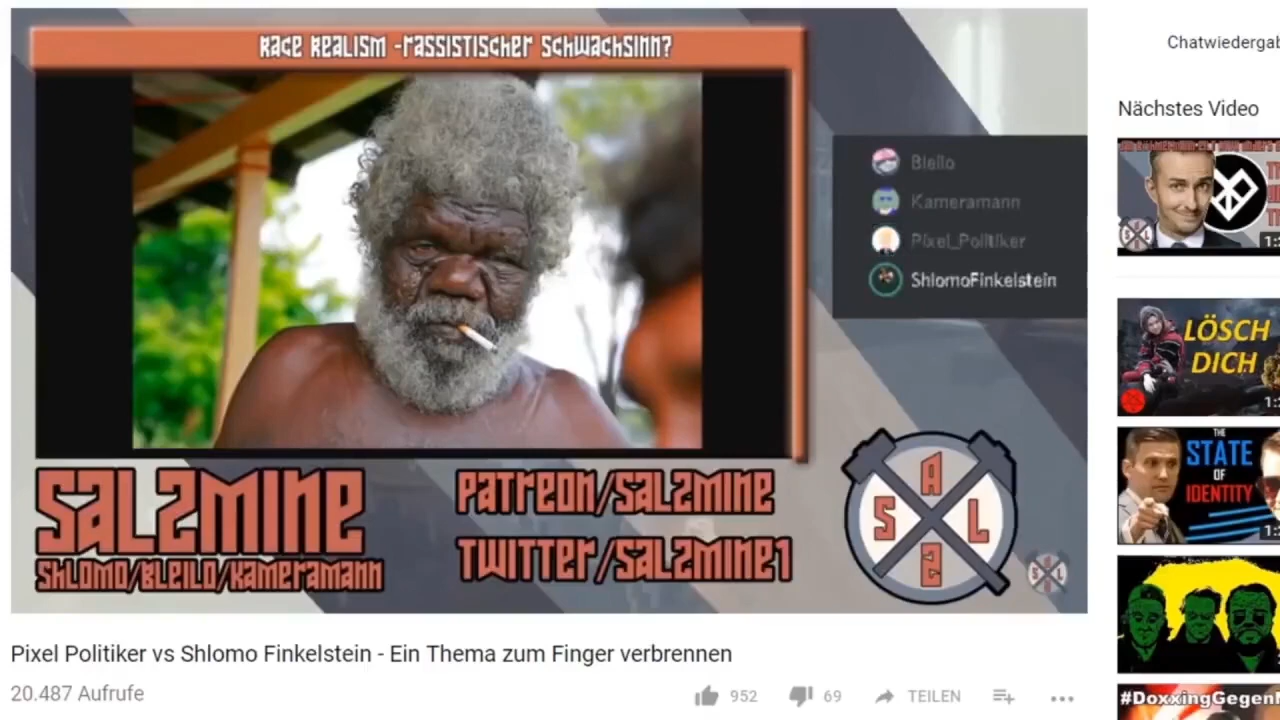 Race Realism -rassistischer Schwachsinn?
Chatwiedergab
Nächstes Video
Bleilo
Kameramann
Pixel_Politiker
ShlomoFinkelstein
SALZMINE
SHLOMO/BLEILO/KAMERAMANN
PATREON/SALZMINE
TWITTER/SALZMINE1
S A L Z
LÖSCH
DICH
THE
STATE
OF
IDENTITY
Pixel Politiker vs Shlomo Finkelstein - Ein Thema zum Finger verbrennen
20.487 Aufrufe
952
69
TEILEN
#DoxxingGegen